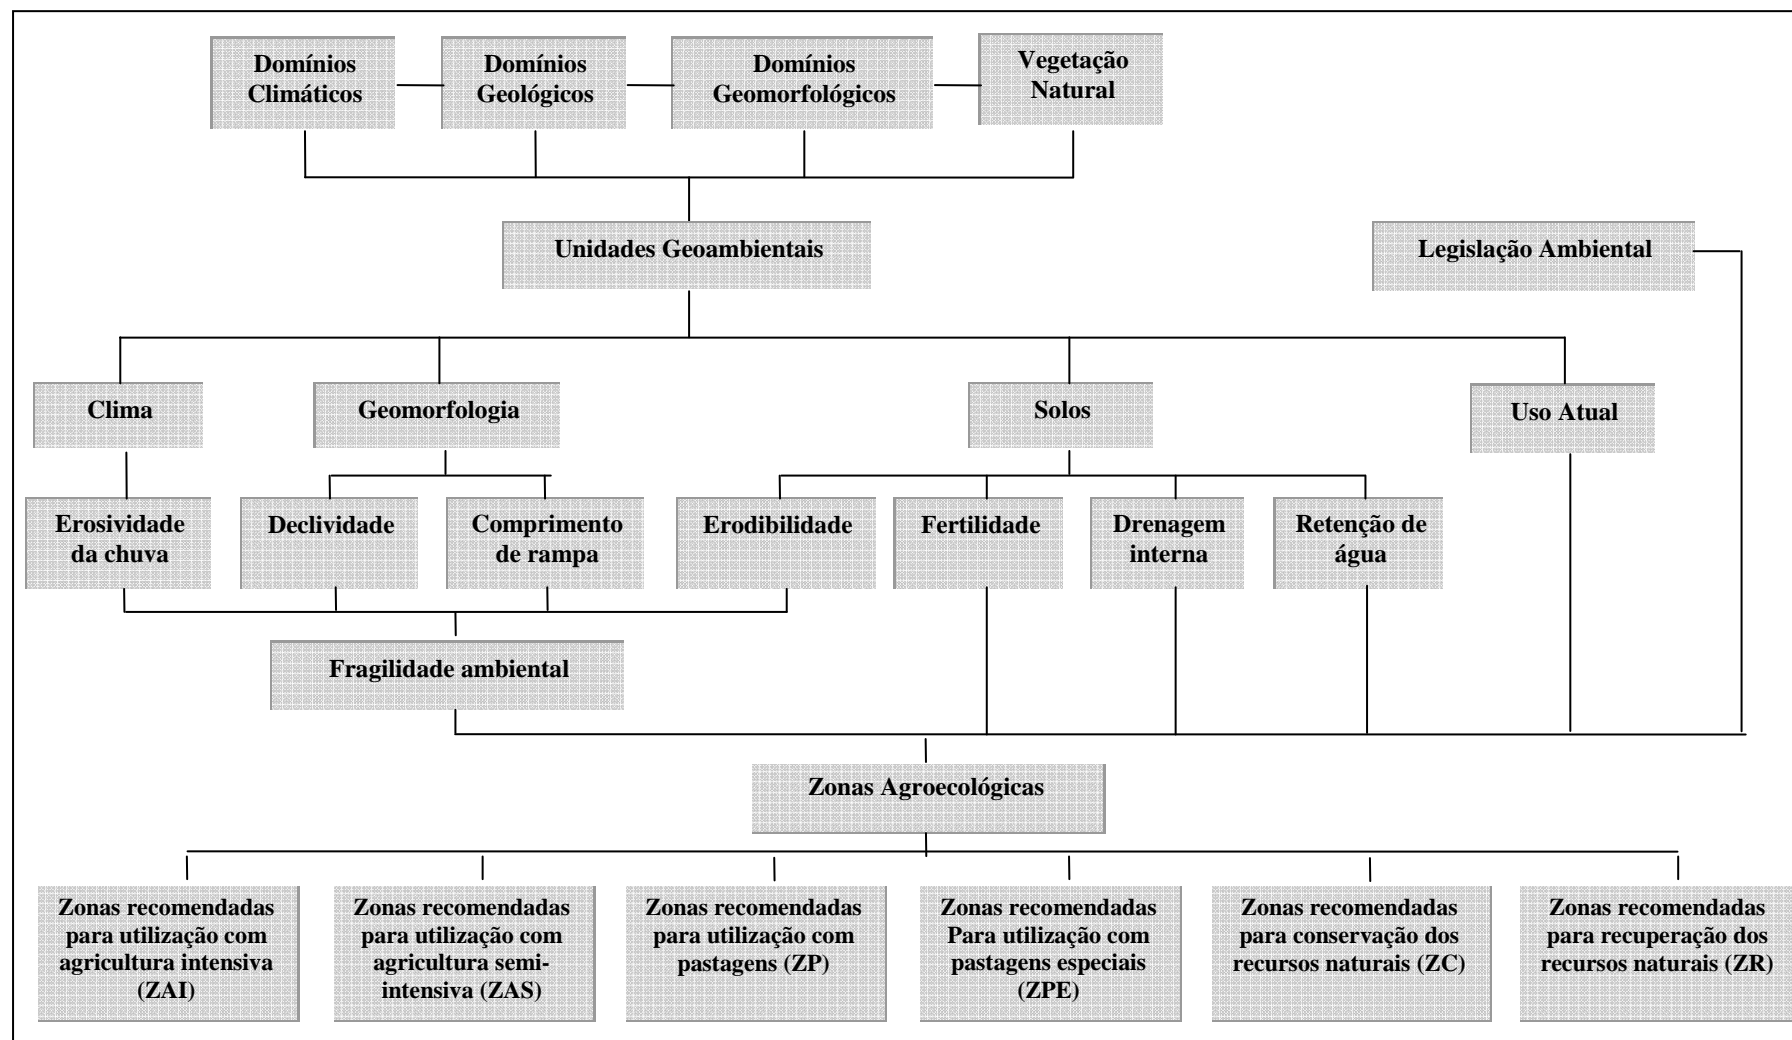 Domínios
Climáticos
Domínios
Geológicos
Domínios
Geomorfológicos
Vegetação
Natural
Unidades Geoambientais
Legislação Ambiental
Clima
Geomorfologia
Solos
Uso Atual
Erosividade
da chuva
Declividade
Comprimento
de rampa
Erodibilidade
Fertilidade
Drenagem
interna
Retenção de
água
Fragilidade ambiental
Zonas Agroecológicas
Zonas recomendadas
para utilização com
agricultura intensiva
(ZAI)
Zonas recomendadas
para utilização com
agricultura semi-
intensiva (ZAS)
Zonas recomendadas
para utilização com
pastagens (ZP)
Zonas recomendadas
Para utilização com
pastagens especiais
(ZPE)
Zonas recomendadas
para conservação dos
recursos naturais (ZC)
Zonas recomendadas
para recuperação dos
recursos naturais (ZR)